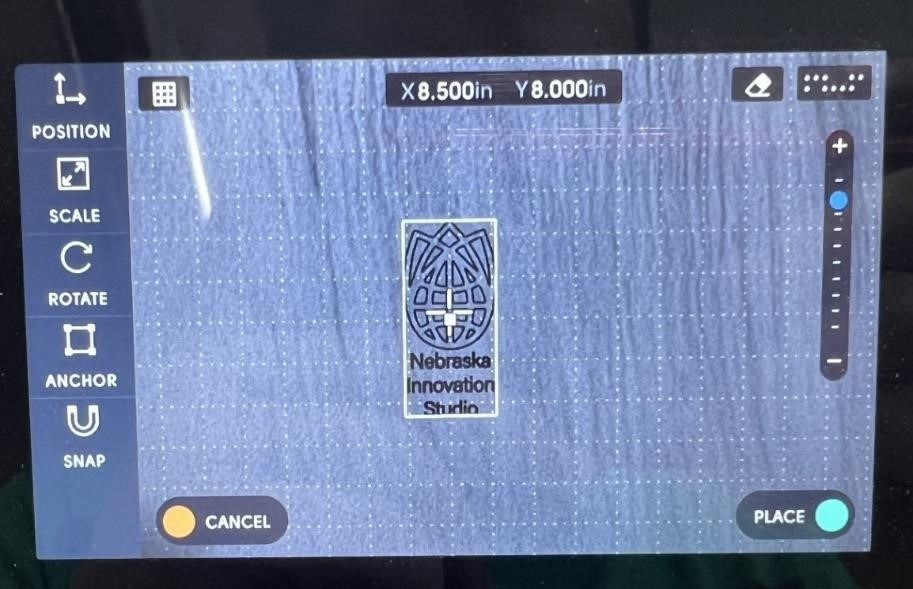 X8.500in Y8.000in
POSITION
SCALE
ROTATE
ANCHOR
SNAP
Nebraska
Innovation
Studio
CANCEL
PLACE